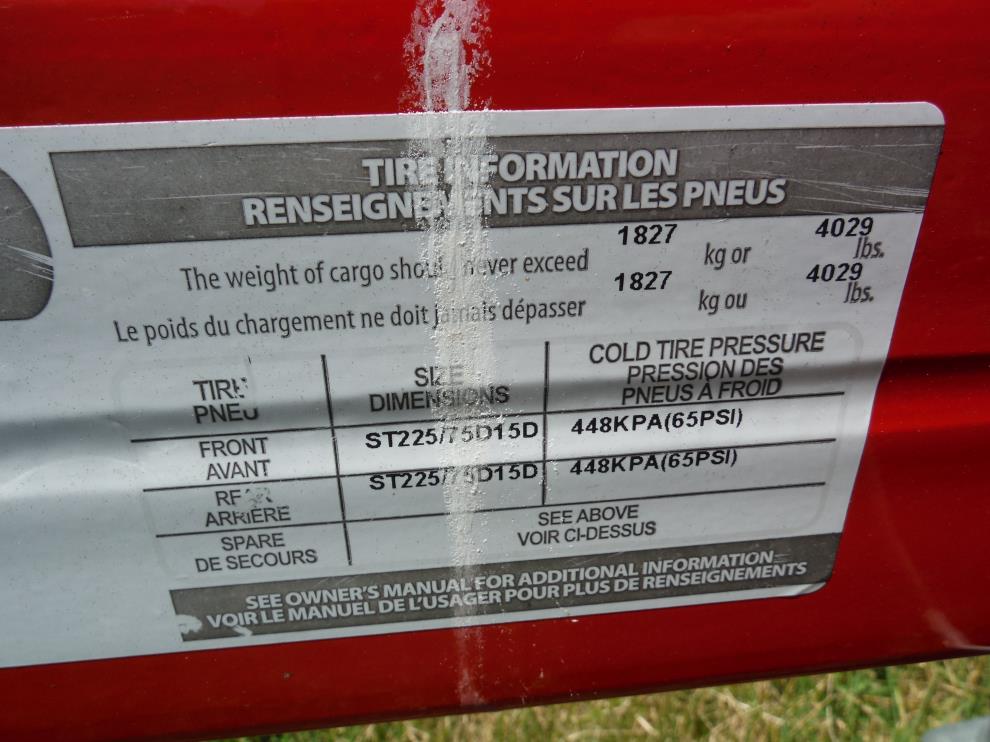 TIRE INFORMATION
RENSEIGNEMENTS SUR LES PNEUS
The weight of cargo should never exceed 1827 kg or 4029 lbs.
Le poids du chargement ne doit jamais dépasser 1827 kg ou 4029 lbs.
TIRE PNEU SIZE DIMENSIONS COLD TIRE PRESSURE PRESSION DES PNEUS À FROID
FRONT AVANT ST225/75D15D 448KPA(65PSI)
REAR ARRIÈRE ST225/75D15D 448KPA(65PSI)
SPARE DE SECOURS SEE ABOVE VOIR CI-DESSUS
SEE OWNER'S MANUAL FOR ADDITIONAL INFORMATION
VOIR LE MANUEL DE L'USAGER POUR PLUS DE RENSEIGNEMENTS